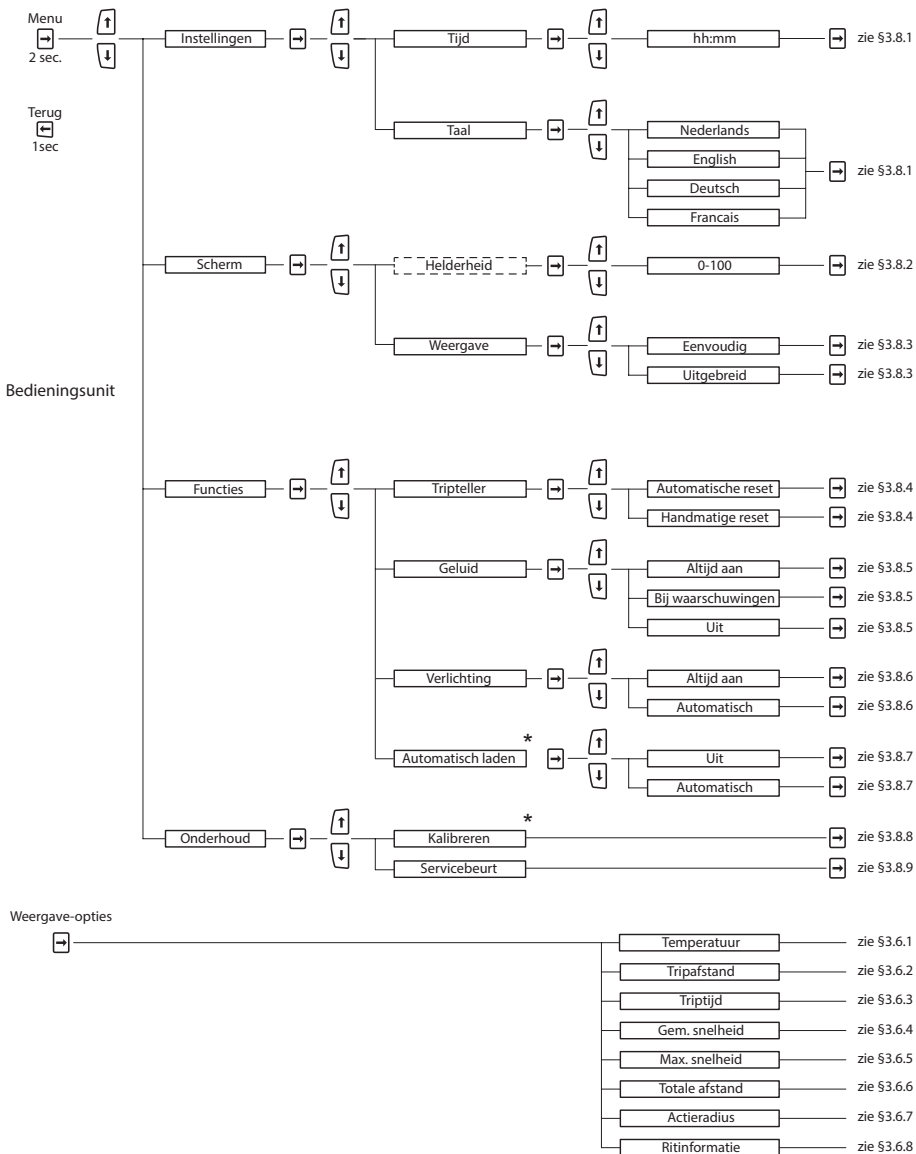 Menu
2 sec.
Instellingen
Tijd
hh:mm
zie §3.8.1
Terug
1sec
Taal
Nederlands
English
Deutsch
Francais
zie §3.8.1
Scherm
Helderheid
0-100
zie §3.8.2
Weergave
Eenvoudig
zie §3.8.3
Uitgebreid
zie §3.8.3
Bedieningsunit
Functies
Tripteller
Automatische reset
zie §3.8.4
Handmatige reset
zie §3.8.4
Geluid
Altijd aan
zie §3.8.5
Bij waarschuwingen
zie §3.8.5
Uit
zie §3.8.5
Verlichting
Altijd aan
zie §3.8.6
Automatisch
zie §3.8.6
Automatisch laden
*
Uit
zie §3.8.7
Automatisch
zie §3.8.7
Onderhoud
Kalibreren
*
zie §3.8.8
Servicebeurt
zie §3.8.9
Weergave-opties
Temperatuur
zie §3.6.1
Tripafstand
zie §3.6.2
Triptijd
zie §3.6.3
Gem. snelheid
zie §3.6.4
Max. snelheid
zie §3.6.5
Totale afstand
zie §3.6.6
Actieradius
zie §3.6.7
Ritinformatie
zie §3.6.8